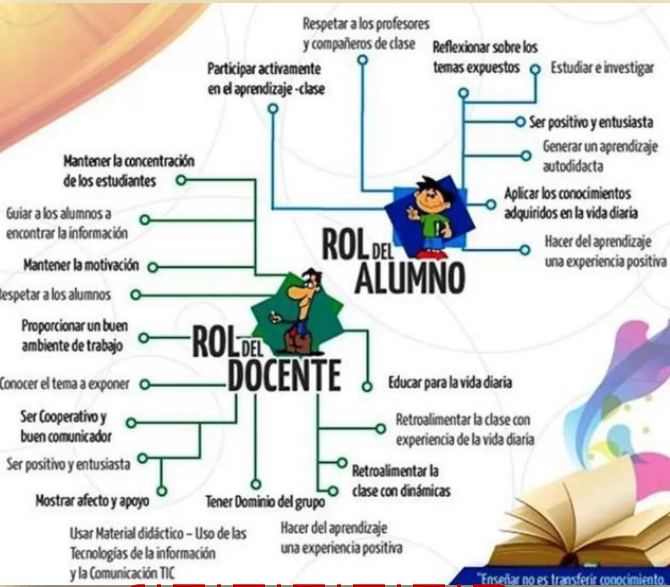 Respetar a los profesores
y compañeros de clase
Reflexionar sobre los
temas expuestos
Estudiar e investigar
Participar activamente
en el aprendizaje -clase
Ser positivo y entusiasta
Generar un aprendizaje
autodidacta
Aplicar los conocimientos
adquiridos en la vida diaria
Hacer del aprendizaje
una experiencia positiva
ROL DEL
ALUMNO
Mantener la concentración
de los estudiantes
Guiar a los alumnos a
encontrar la información
Mantener la motivación
Respetar a los alumnos
Proporcionar un buen
ambiente de trabajo
ROL DEL
DOCENTE
Conocer el tema a exponer
Ser Cooperativo y
buen comunicador
Ser positivo y entusiasta
Mostrar afecto y apoyo
Tener Dominio del grupo
Educar para la vida diaria
Retroalimentar la clase con
experiencia de la vida diaria
Retroalimentar la
clase con dinámicas
Usar Material didáctico – Uso de las
Tecnologías de la información
y la Comunicación TIC
Hacer del aprendizaje
una experiencia positiva
"Enseñar no es transferir conocimiento,